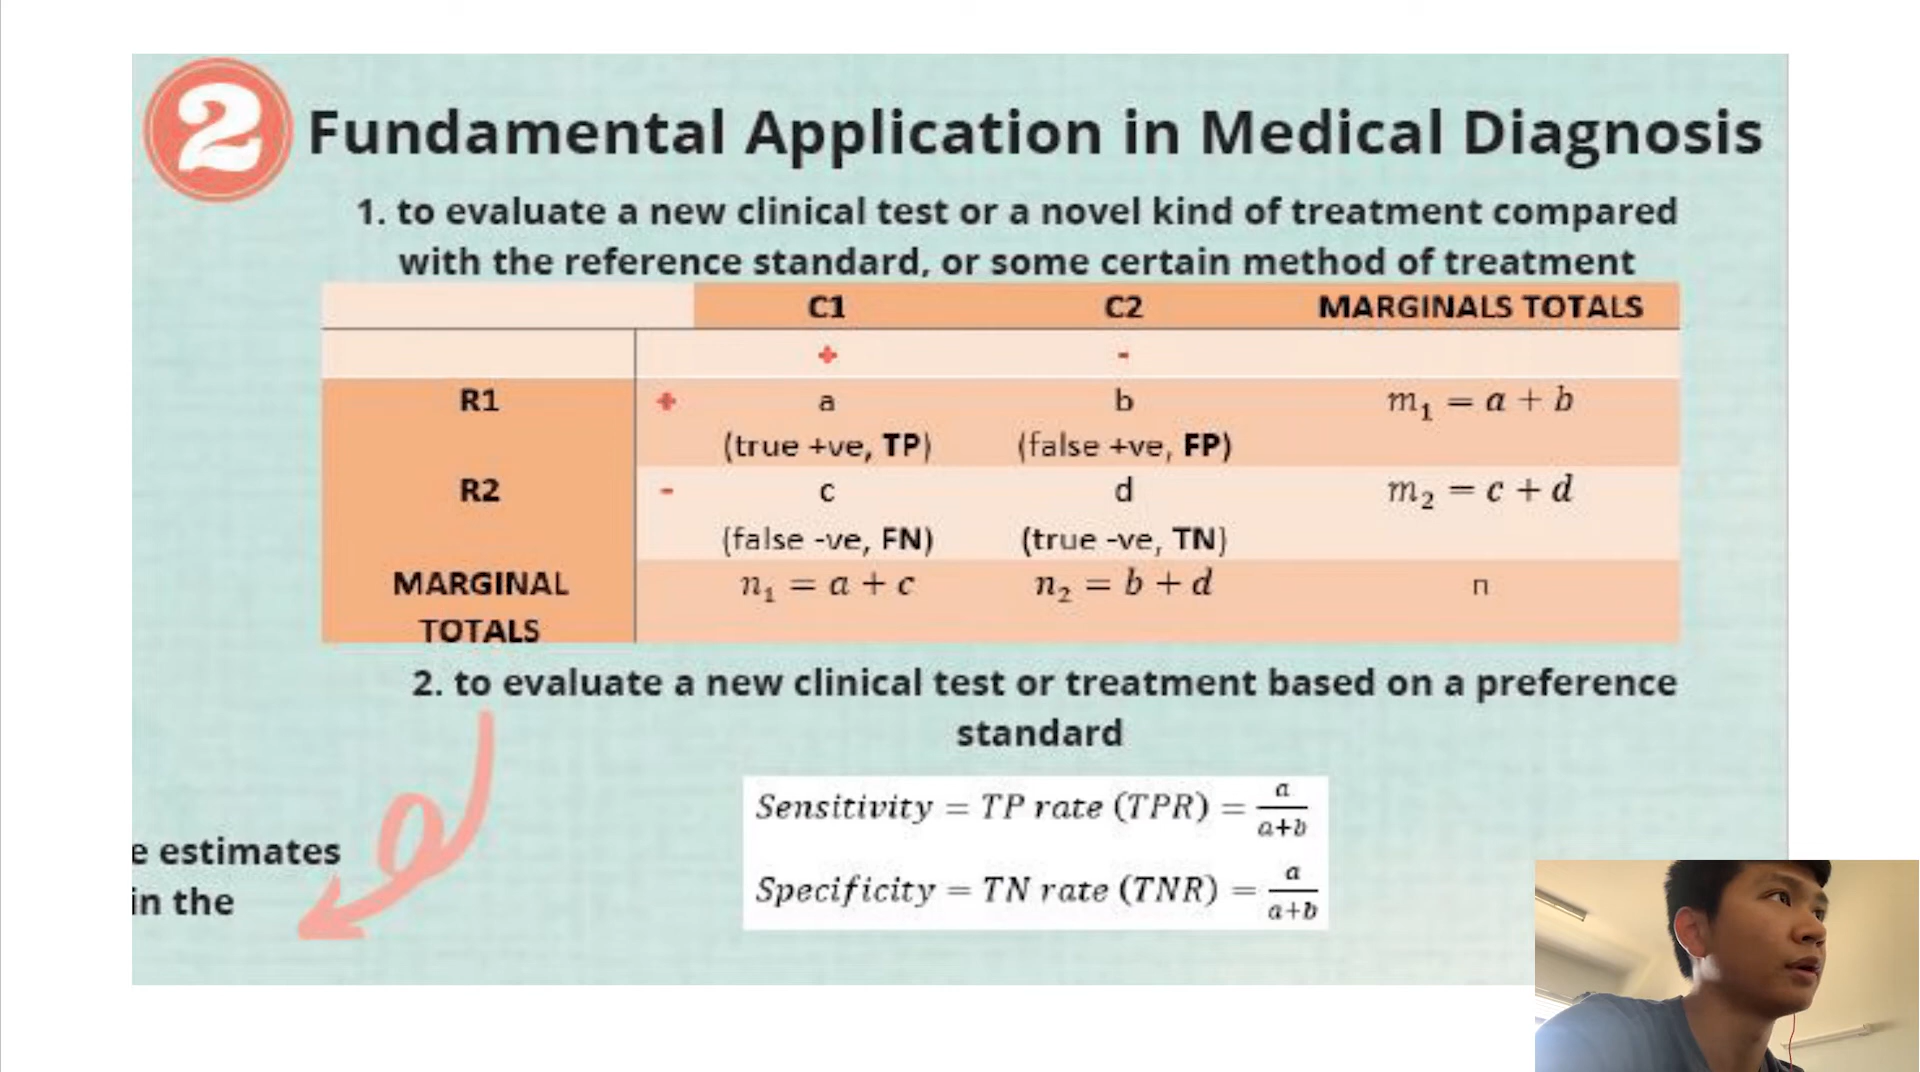 2 Fundamental Application in Medical Diagnosis
1. to evaluate a new clinical test or a novel kind of treatment compared
with the reference standard, or some certain method of treatment
C1 C2 MARGINALS TOTALS
+ -
R1 + a b m₁ = a + b
(true +ve, TP) (false +ve, FP)
R2 - c d m₂ = c + d
(false -ve, FN) (true -ve, TN)
MARGINAL n₁ = a + c n₂ = b + d n
TOTALS
2. to evaluate a new clinical test or treatment based on a preference
standard
Sensitivity = TP rate (TPR) = a/a+b
e estimates
in the
Specificity = TN rate (TNR) = a/a+b